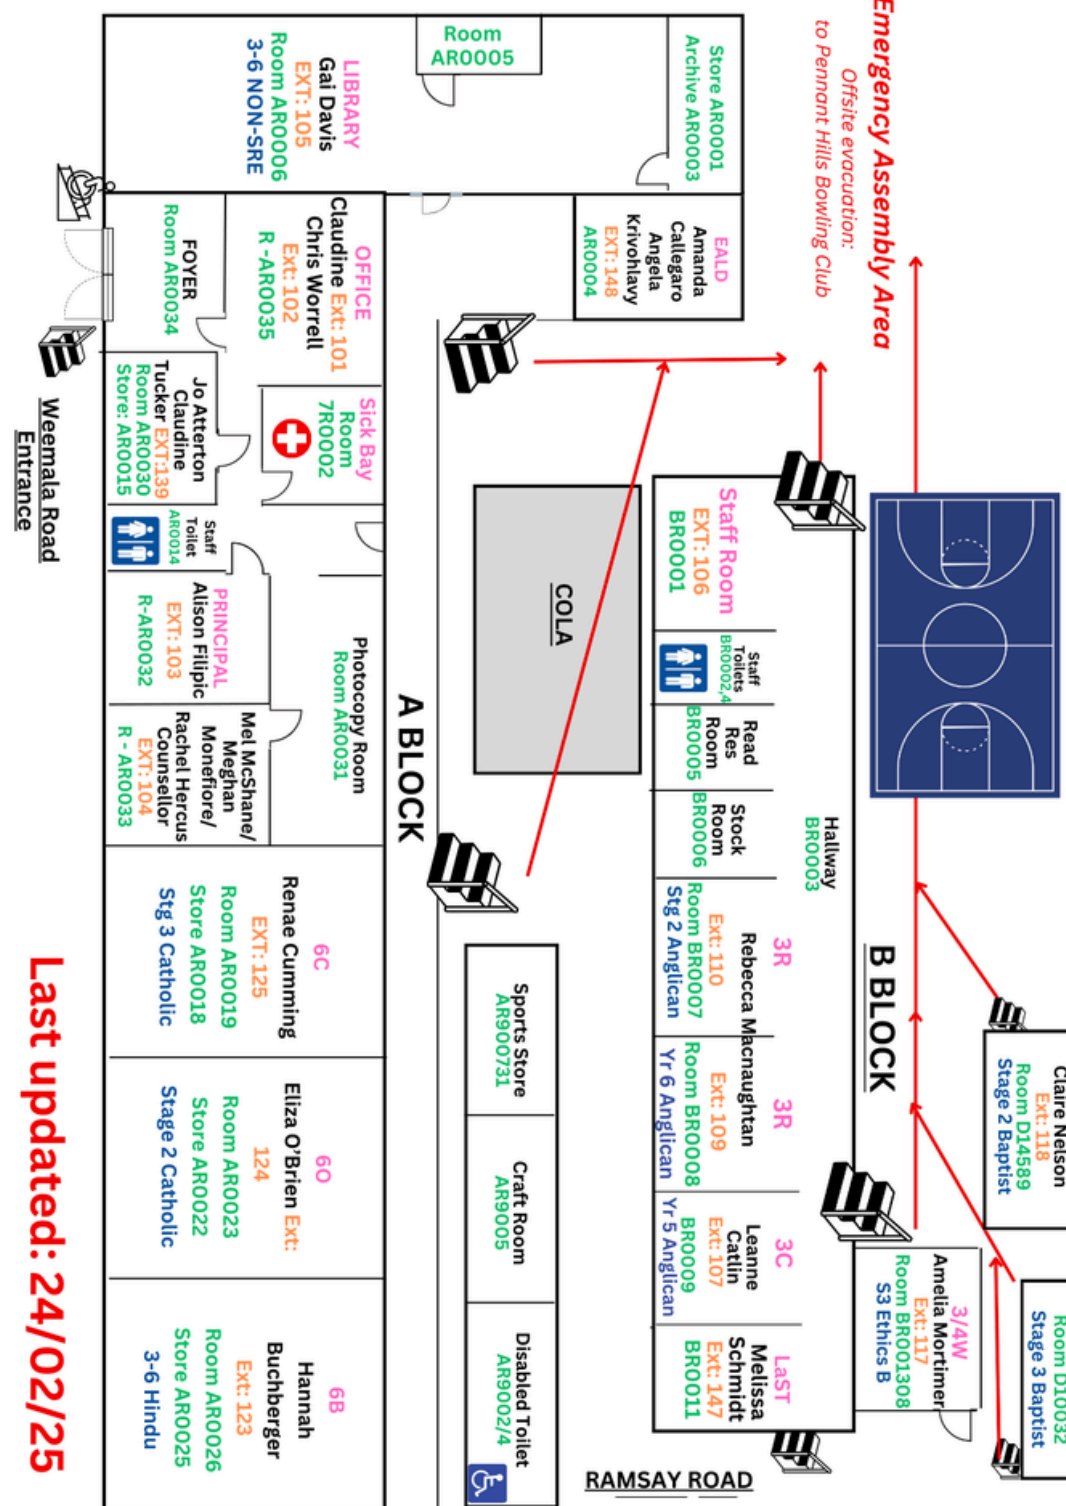 Emergency Assembly Area
Offsite evacuation:
to Pennant Hills Bowling Club
Store AR0001
Archive AR0003
Room
AR0005
LIBRARY
Gai Davis
EXT: 105
Room AR0006
3-6 NON-SRE
EALD
Amanda
Callegaro
Angela
Krivohlavy
EXT: 148
AR0004
OFFICE
Claudine Ext: 101
Chris Worrell
Ext: 102
R -AR0035
FOYER
Room AR0034
Sick Bay
Room
7R0002
Jo Atterton
Claudine
Tucker EXT:139
Room AR0030
Store: AR0015
Staff
Toilet
AR0014
PRINCIPAL
Alison Filipic
EXT: 103
R-AR0032
Photocopy Room
Room AR0031
Mel McShane/
Meghan
Monefiore/
Rachel Hercus
Counsellor
EXT: 104
R - AR0033
Weemala Road
Entrance
A BLOCK
COLA
6C
Renae Cumming
EXT: 125
Room AR0019
Store AR0018
Stg 3 Catholic
6O
Eliza O'Brien Ext:
124
Room AR0023
Store AR0022
Stage 2 Catholic
6B
Hannah
Buchberger
Ext: 123
Room AR0026
Store AR0025
3-6 Hindu
Sports Store
AR900731
Craft Room
AR9005
Disabled Toilet
AR9002/4
Staff Room
EXT: 106
BR0001
Staff
Toilets
BR0002,4
Read
Res
Room
BR0005
Stock
Room
BR0006
Hallway
BR0003
3R
Rebecca Macnaughtan
Ext: 110
Room BR0007
Stg 2 Anglican
3R
Ext: 109
Room BR0008
Yr 6 Anglican
3C
Leanne
Catlin
Ext: 107
BR0009
Yr 5 Anglican
LaST
Melissa
Schmidt
Ext: 147
BR0011
B BLOCK
3/4W
Amelia Mortimer
Ext: 117
Room BR001308
S3 Ethics B
Claire Nelson
Ext: 118
Room D14589
Stage 2 Baptist
Room D10032
Stage 3 Baptist
RAMSAY ROAD
Last updated: 24/02/25